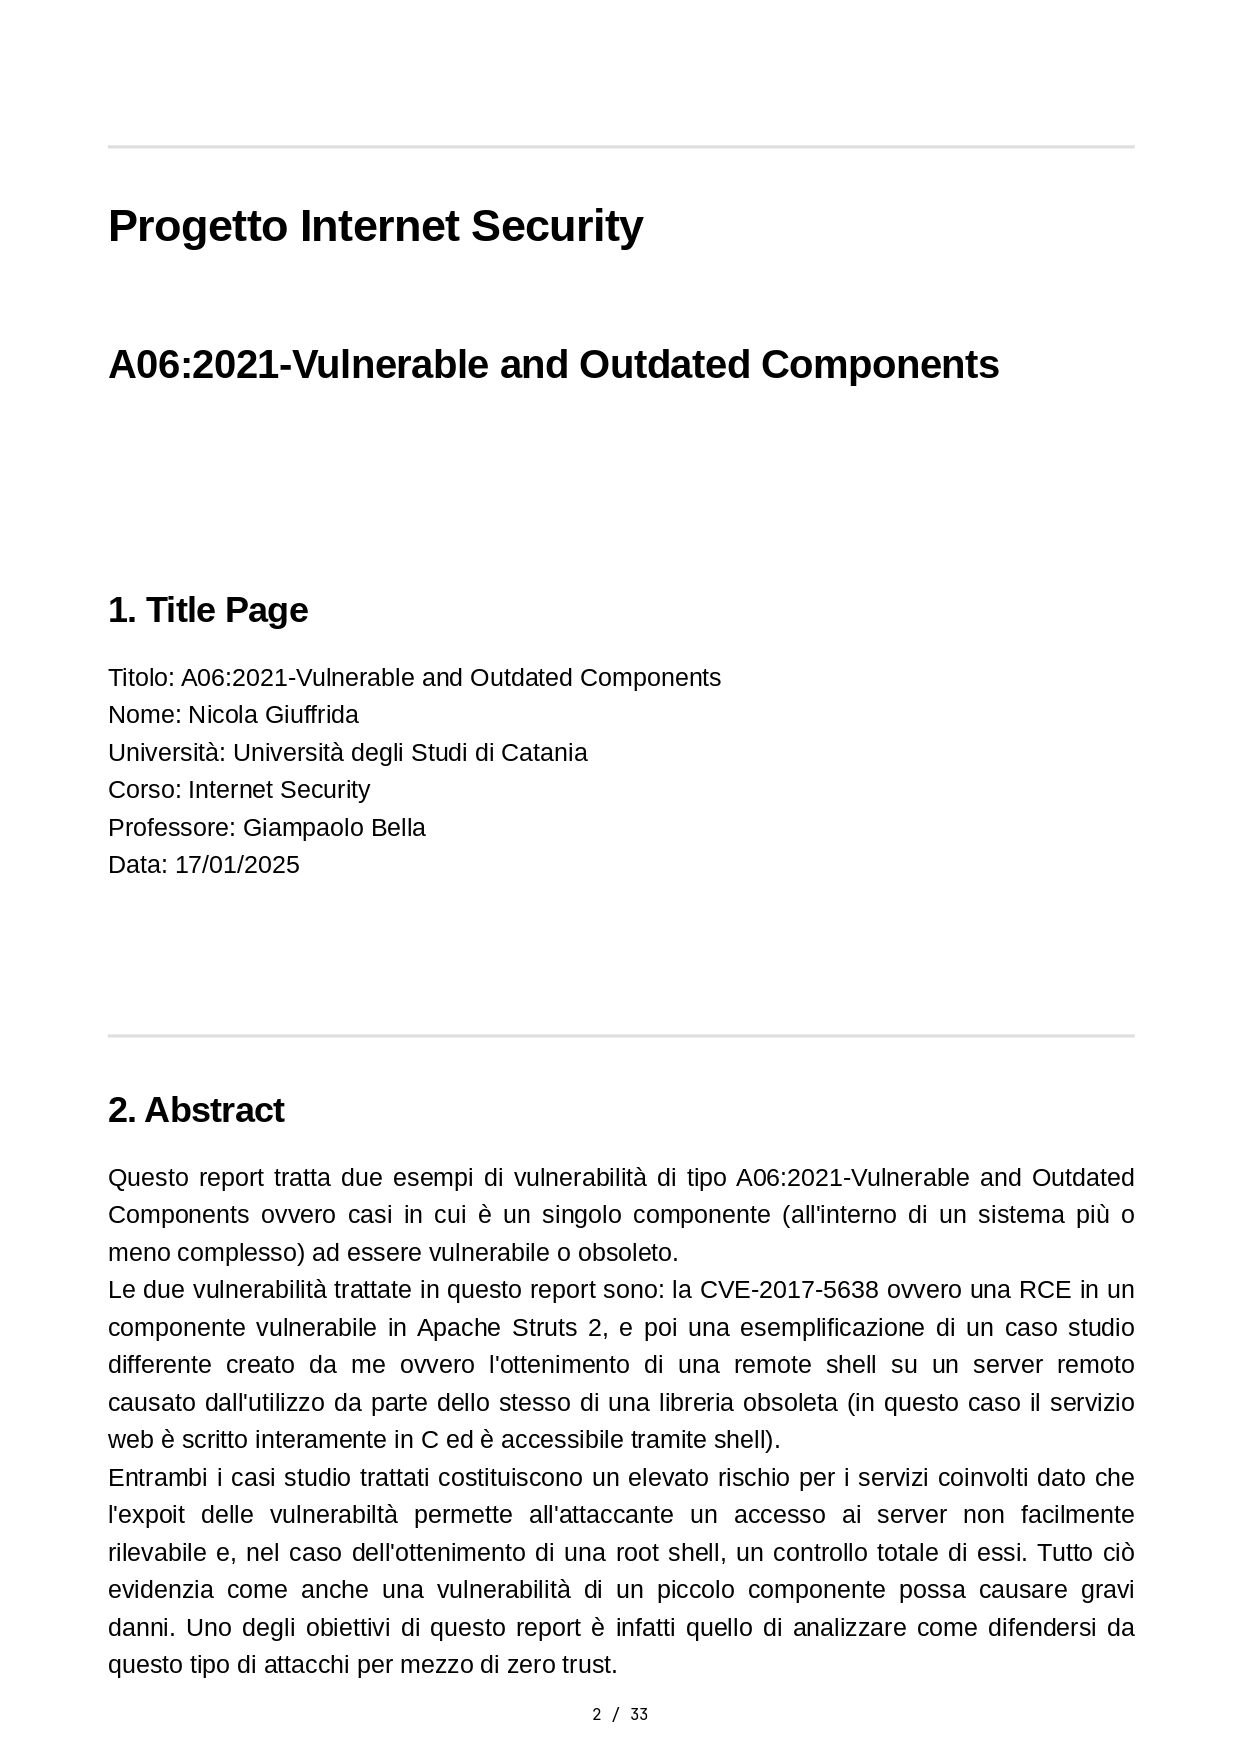 Progetto Internet Security
A06:2021-Vulnerable and Outdated Components
1. Title Page
Titolo: A06:2021-Vulnerable and Outdated Components
Nome: Nicola Giuffrida
Università: Università degli Studi di Catania
Corso: Internet Security
Professore: Giampaolo Bella
Data: 17/01/2025
2. Abstract
Questo report tratta due esempi di vulnerabilità di tipo A06:2021-Vulnerable and Outdated
Components ovvero casi in cui è un singolo componente (all'interno di un sistema più o
meno complesso) ad essere vulnerabile o obsoleto.
Le due vulnerabilità trattate in questo report sono: la CVE-2017-5638 ovvero una RCE in un
componente vulnerabile in Apache Struts 2, e poi una esemplificazione di un caso studio
differente creato da me ovvero l'ottenimento di una remote shell su un server remoto
causato dall'utilizzo da parte dello stesso di una libreria obsoleta (in questo caso il servizio
web è scritto interamente in C ed è accessibile tramite shell).
Entrambi i casi studio trattati costituiscono un elevato rischio per i servizi coinvolti dato che
l'expoit delle vulnerabiltà permette all'attaccante un accesso ai server non facilmente
rilevabile e, nel caso dell'ottenimento di una root shell, un controllo totale di essi. Tutto ciò
evidenzia come anche una vulnerabilità di un piccolo componente possa causare gravi
danni. Uno degli obiettivi di questo report è infatti quello di analizzare come difendersi da
questo tipo di attacchi per mezzo di zero trust.
2 / 33